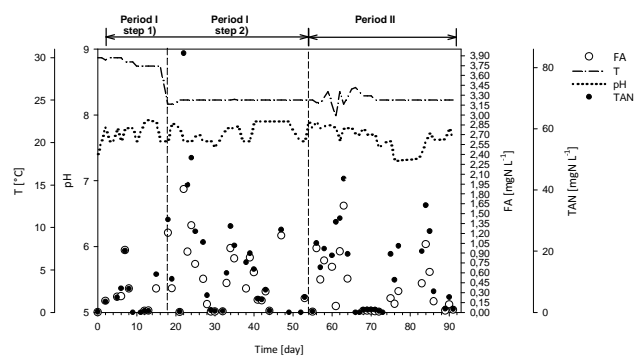 Period I
step 1)
Period I
step 2)
Period II
30
25
20
15
10
5
0
T [°C]
9
8
7
6
5
pH
0 10 20 30 40 50 60 70 80 90
Time [day]
3,90
3,75
3,60
3,45
3,30
3,15
3,00
2,85
2,70
2,55
2,40
2,25
2,10
1,95
1,80
1,65
1,50
1,35
1,20
1,05
0,90
0,75
0,60
0,45
0,30
0,15
0,00
FA [mgN L⁻¹]
80
60
40
20
0
TAN [mgN L⁻¹]
FA
T
pH
TAN